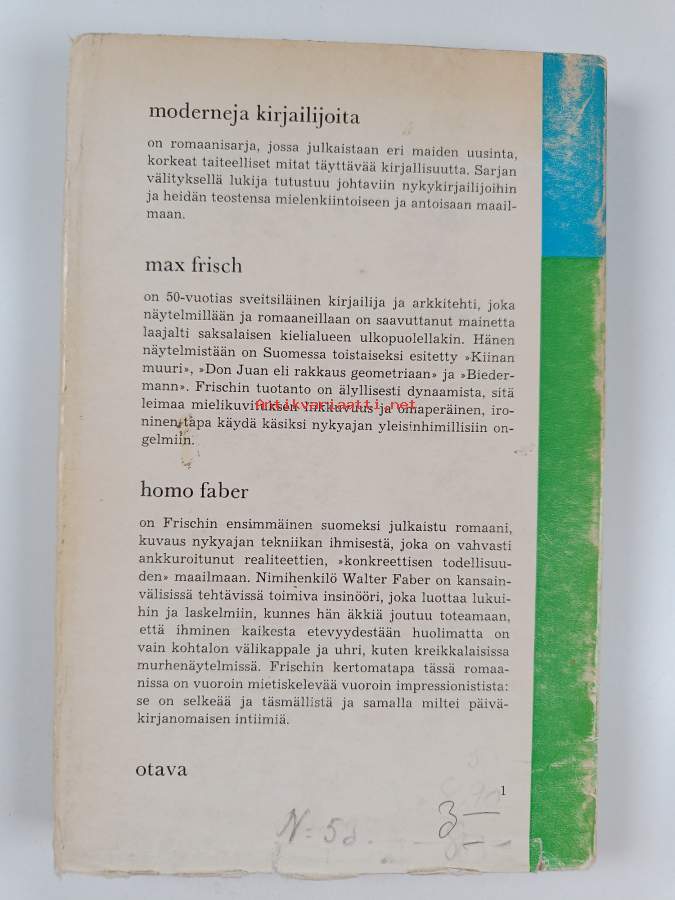 moderneja kirjailijoita
on romaanisarja, jossa julkaistaan eri maiden uusinta,
korkeat taiteelliset mitat täyttävää kirjallisuutta. Sarjan
välityksellä lukija tutustuu johtaviin nykykirjailijoihin
ja heidän teostensa mielenkiintoiseen ja antoisaan maail-
maan.
max frisch
on 50-vuotias sveitsiläinen kirjailija ja arkkitehti, joka
näytelmillään ja romaaneillaan on saavuttanut mainetta
laajalti saksalaisen kielialueen ulkopuolellakin. Hänen
näytelmistään on Suomessa toistaiseksi esitetty »Kiinan
muuri», »Don Juan eli rakkaus geometriaan» ja »Bieder-
mann». Frischin tuotanto on älyllisesti dynaamista, sitä
leimaa mielikuvituksen liikkuvuus ja omaperäinen, iro-
Antikvariaatti.net
ninen tapa käydä käsiksi nykyajan yleisinhimillisiin on-
gelmiin.
homo faber
on Frischin ensimmäinen suomeksi julkaistu romaani,
kuvaus nykyajan tekniikan ihmisestä, joka on vahvasti
ankkuroitunut realiteettien, »konkreettisen todellisuu-
den» maailmaan. Nimihenkilö Walter Faber on kansain-
välisissä tehtävissä toimiva insinööri, joka luottaa lukui-
hin ja laskelmiin, kunnes hän äkkiä joutuu toteamaan,
että ihminen kaikesta etevyydestään huolimatta on
vain kohtalon välikappale ja uhri, kuten kreikkalaisissa
murhenäytelmissä. Frischin kertomatapa tässä romaa-
nissa on vuoroin mietiskelevää vuoroin impressionistista:
se on selkeää ja täsmällistä ja samalla miltei päivä-
kirjanomaisen intiimiä.
otava
1
3 —